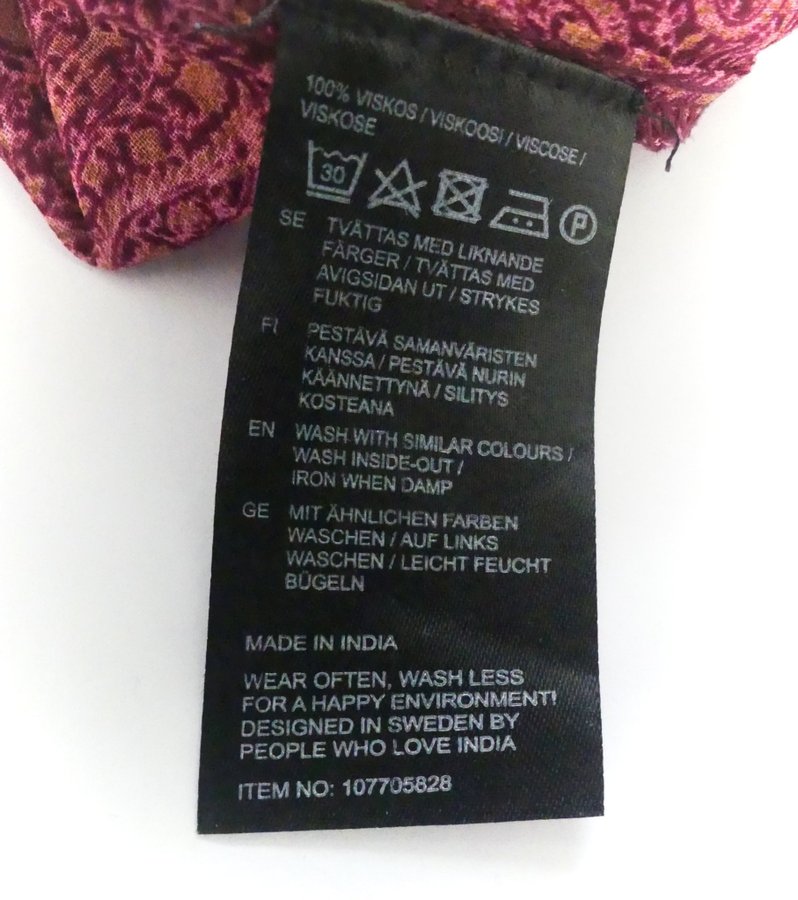 100% VISKOS / VISKOOSI / VISCOSE /
VISKOSE
30
P
SE TVÄTTAS MED LIKNANDE
FÄRGER / TVÄTTAS MED
AVIGSIDAN UT / STRYKES
FUKTIG
FI PESTÄVÄ SAMANVÄRISTEN
KANSSA / PESTÄVÄ NURIN
KÄÄNNETTYNÄ / SILITYS
KOSTEANA
EN WASH WITH SIMILAR COLOURS /
WASH INSIDE-OUT /
IRON WHEN DAMP
GE MIT ÄHNLICHEN FARBEN
WASCHEN / AUF LINKS
WASCHEN / LEICHT FEUCHT
BÜGELN
MADE IN INDIA
WEAR OFTEN, WASH LESS
FOR A HAPPY ENVIRONMENT!
DESIGNED IN SWEDEN BY
PEOPLE WHO LOVE INDIA
ITEM NO: 107705828